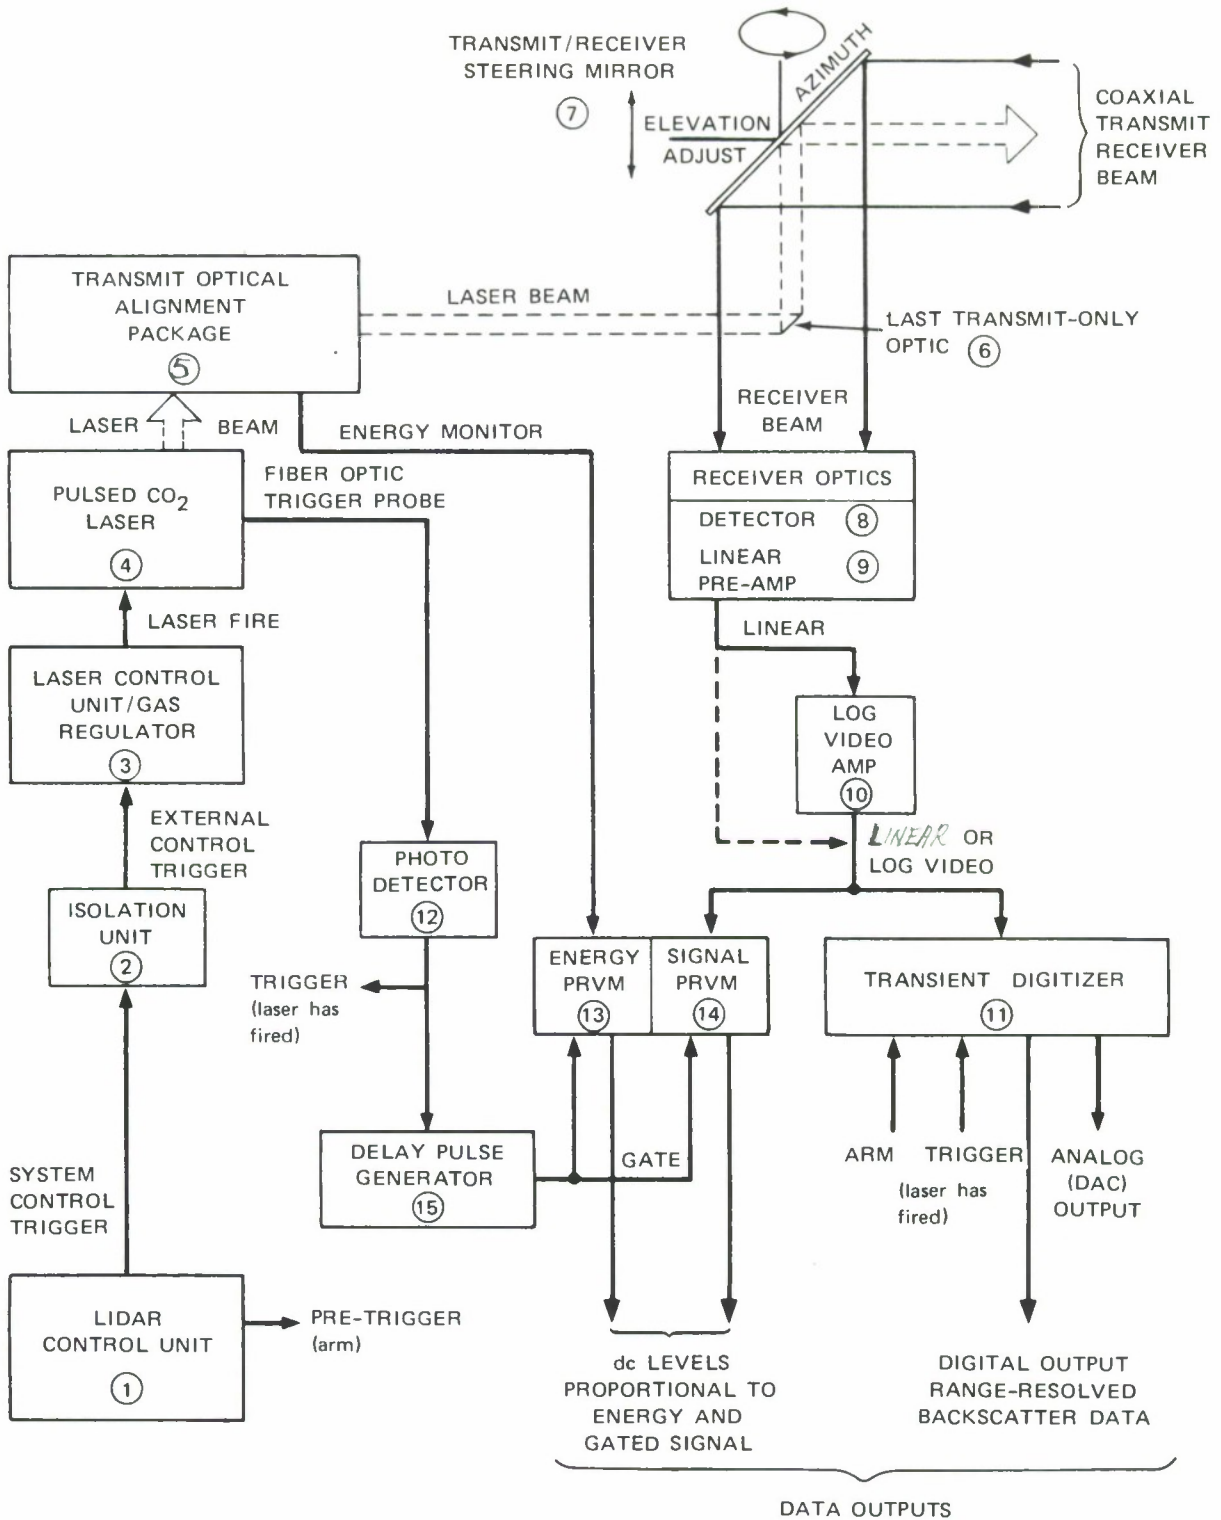 TRANSMIT/RECEIVER
STEERING MIRROR
7
AZIMUTH
ELEVATION
ADJUST
COAXIAL
TRANSMIT
RECEIVER
BEAM
TRANSMIT OPTICAL
ALIGNMENT
PACKAGE
5
LASER BEAM
LAST TRANSMIT-ONLY
OPTIC 6
LASER BEAM
ENERGY MONITOR
RECEIVER
BEAM
PULSED CO2
LASER
4
FIBER OPTIC
TRIGGER PROBE
RECEIVER OPTICS
DETECTOR 8
LINEAR
PRE-AMP 9
LASER FIRE
LINEAR
LASER CONTROL
UNIT/GAS
REGULATOR
3
LOG
VIDEO
AMP
10
EXTERNAL
CONTROL
TRIGGER
LINEAR OR
LOG VIDEO
PHOTO
DETECTOR
12
ISOLATION
UNIT
2
ENERGY
PRVM
13
SIGNAL
PRVM
14
TRANSIENT DIGITIZER
11
TRIGGER
(laser has
fired)
DELAY PULSE
GENERATOR
15
GATE
ARM
TRIGGER
(laser has
fired)
ANALOG
(DAC)
OUTPUT
SYSTEM
CONTROL
TRIGGER
LIDAR
CONTROL UNIT
1
PRE-TRIGGER
(arm)
dc LEVELS
PROPORTIONAL TO
ENERGY AND
GATED SIGNAL
DIGITAL OUTPUT
RANGE-RESOLVED
BACKSCATTER DATA
DATA OUTPUTS